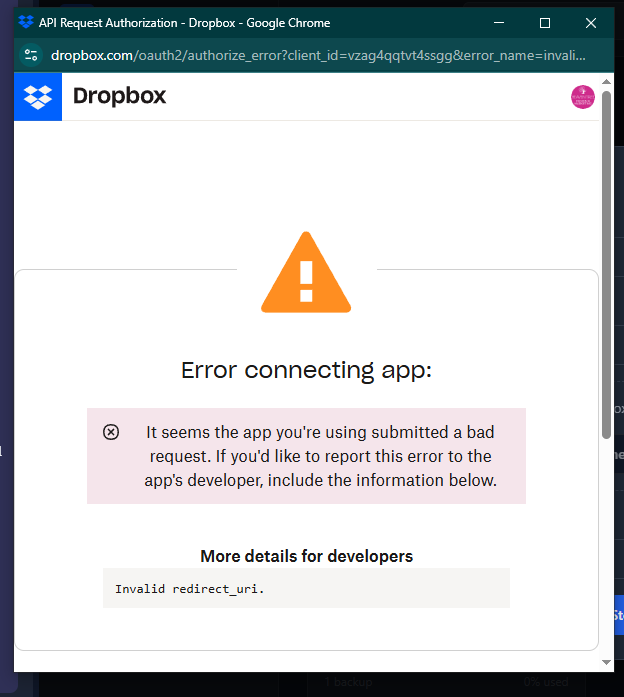 API Request Authorization - Dropbox - Google Chrome
dropbox.com/oauth2/authorize_error?client_id=vzag4qqtvt4ssgg&error_name=invali...
Dropbox
Error connecting app:
It seems the app you're using submitted a bad
request. If you'd like to report this error to the
app's developer, include the information below.
More details for developers
Invalid redirect_uri.
1 backup
0% used